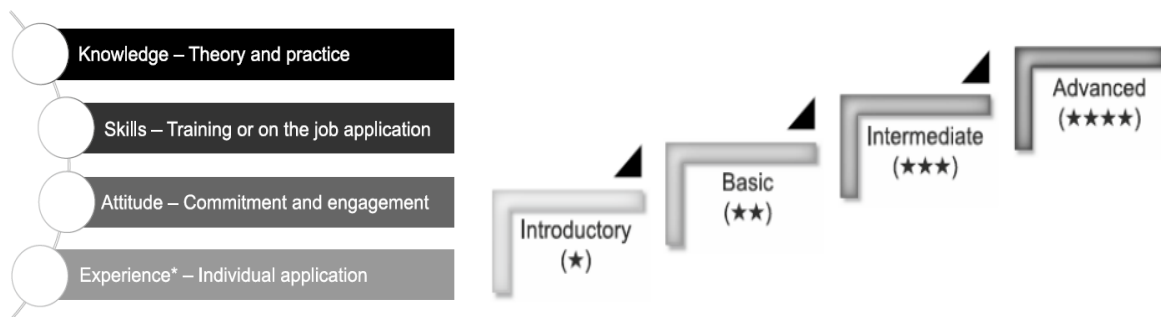 Knowledge – Theory and practice
Skills – Training or on the job application
Attitude – Commitment and engagement
Experience* – Individual application
Introductory
(★)
Basic
(★★)
Intermediate
(★★★)
Advanced
(★★★★)